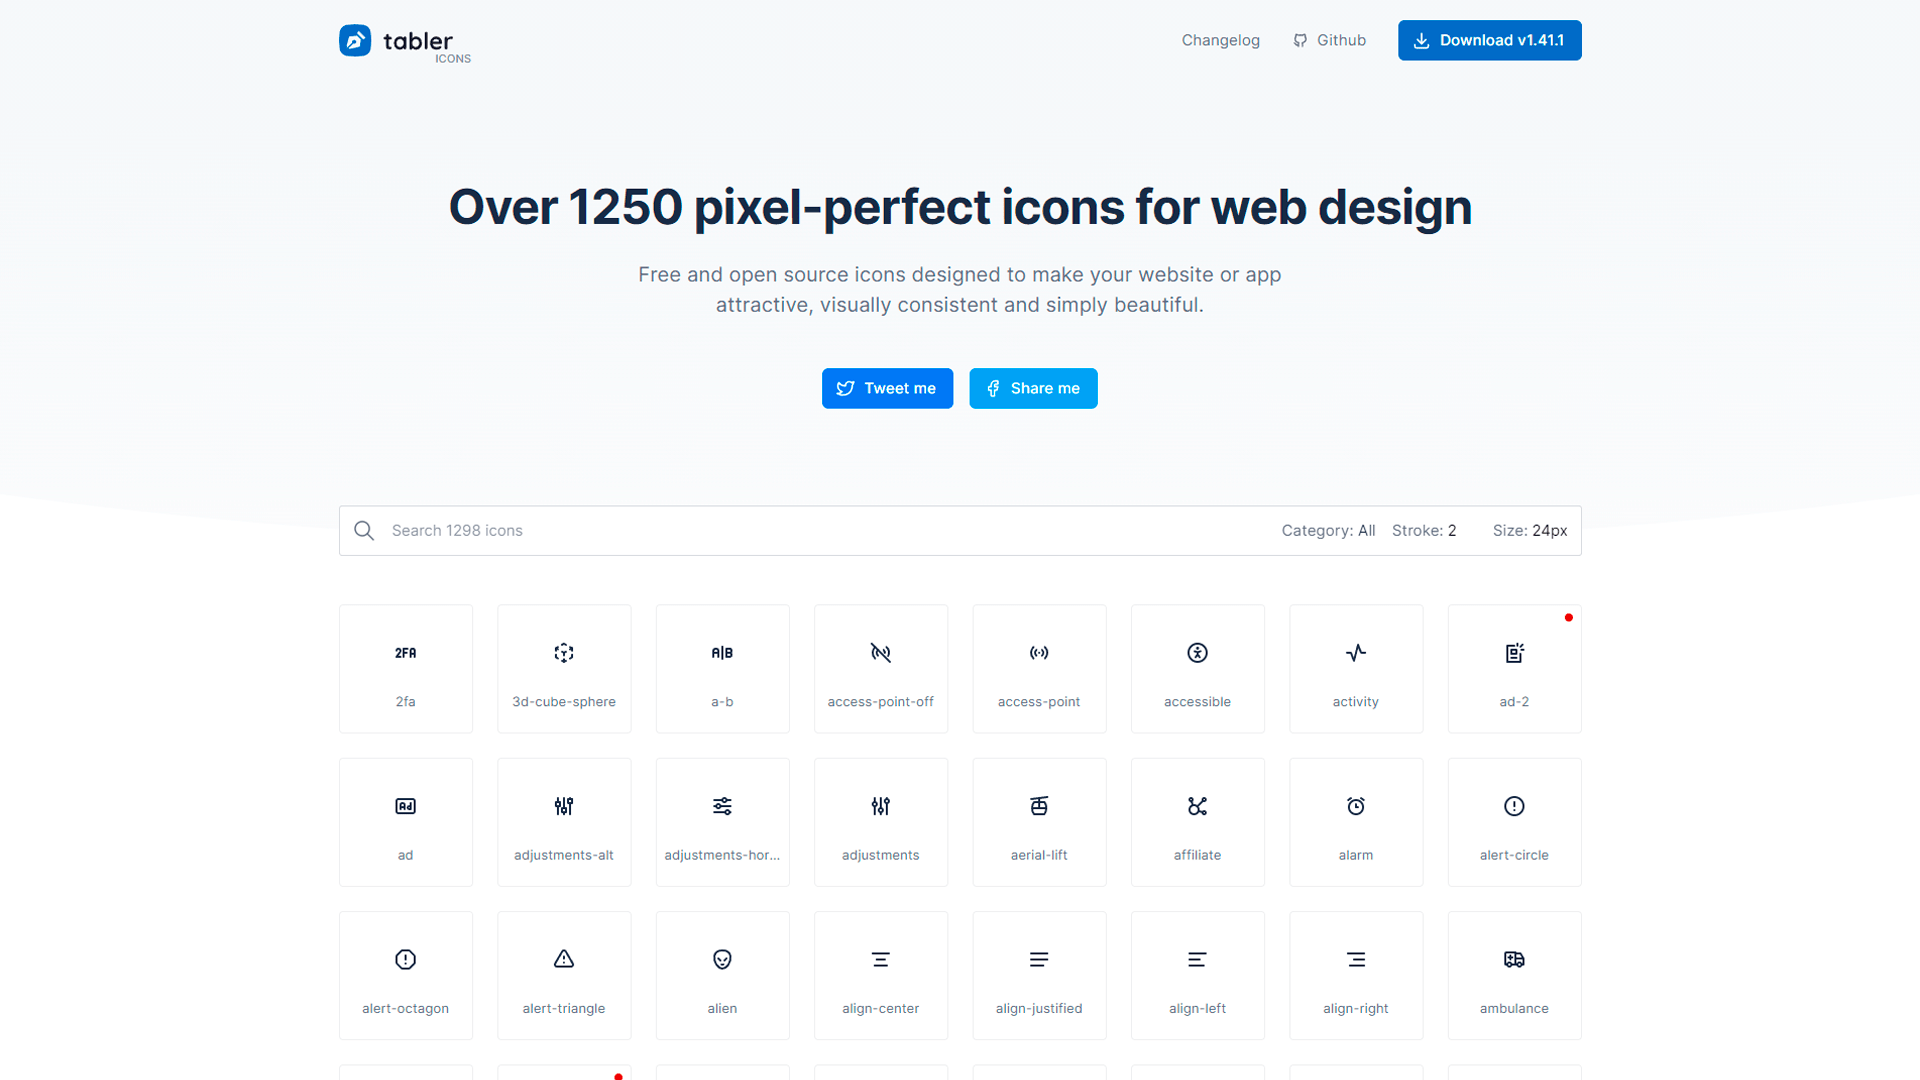 tabler
ICONS
Changelog
Github
Download v1.41.1
Over 1250 pixel-perfect icons for web design
Free and open source icons designed to make your website or app
attractive, visually consistent and simply beautiful.
Tweet me
Share me
Search 1298 icons
Category: All
Stroke: 2
Size: 24px
2FA
A|B
2fa
3d-cube-sphere
a-b
access-point-off
access-point
accessible
activity
ad-2
Ad
ad
adjustments-alt
adjustments-hor...
adjustments
aerial-lift
affiliate
alarm
alert-circle
alert-octagon
alert-triangle
alien
align-center
align-justified
align-left
align-right
ambulance